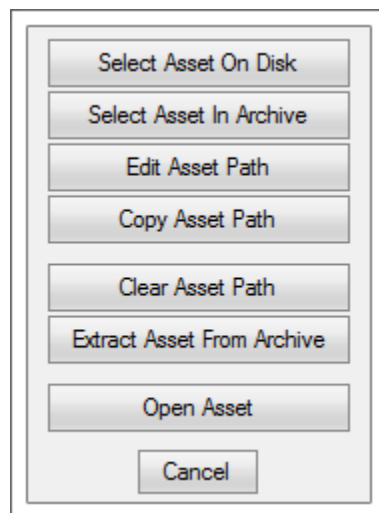 Select Asset On Disk
Select Asset In Archive
Edit Asset Path
Copy Asset Path
Clear Asset Path
Extract Asset From Archive
Open Asset
Cancel